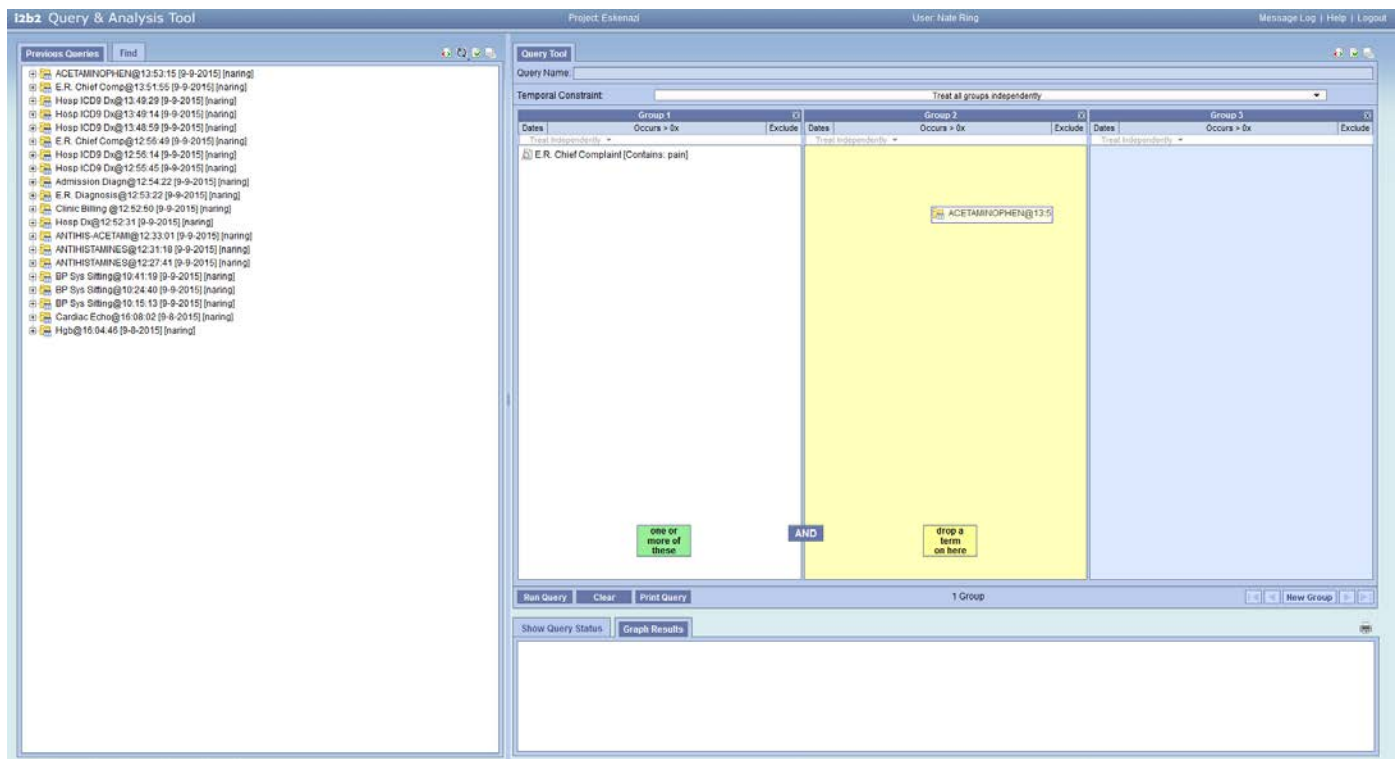 i2b2 Query & Analysis Tool
Project: Eskenazi
User: Nate Ring
Message Log | Help | Logout
Previous Queries
Find
ACETAMINOPHEN@13:53:15 [9-9-2015] [naring]
E.R. Chief Comp@13:51:55 [9-9-2015] [naring]
Hosp ICD9 Dx@13:49:29 [9-9-2015] [naring]
Hosp ICD9 Dx@13:49:14 [9-9-2015] [naring]
Hosp ICD9 Dx@13:48:59 [9-9-2015] [naring]
E.R. Chief Comp@12:56:49 [9-9-2015] [naring]
Hosp ICD9 Dx@12:56:14 [9-9-2015] [naring]
Hosp ICD9 Dx@12:55:45 [9-9-2015] [naring]
Admission Diagn@12:54:22 [9-9-2015] [naring]
E.R. Diagnosis@12:53:22 [9-9-2015] [naring]
Clinic Billing @12:52:50 [9-9-2015] [naring]
Hosp Dx@12:52:31 [9-9-2015] [naring]
ANTIHIS-ACETAMI@12:33:01 [9-9-2015] [naring]
ANTIHISTAMINES@12:31:18 [9-9-2015] [naring]
ANTIHISTAMINES@12:27:41 [9-9-2015] [naring]
BP Sys Sitting@10:41:19 [9-9-2015] [naring]
BP Sys Sitting@10:24:40 [9-9-2015] [naring]
BP Sys Sitting@10:15:13 [9-9-2015] [naring]
Cardiac Echo@16:08:02 [9-8-2015] [naring]
Hgb@16:04:46 [9-8-2015] [naring]
Query Tool
Query Name:
Temporal Constraint:
Treat all groups independently
Group 1
Group 2
Group 3
Dates
Occurs > 0x
Exclude
Dates
Occurs > 0x
Exclude
Dates
Occurs > 0x
Exclude
Treat Independently
Treat Independently
Treat Independently
E.R. Chief Complaint [Contains: pain]
ACETAMINOPHEN@13:5
one or
more of
these
AND
drop a
term
on here
Run Query
Clear
Print Query
1 Group
New Group
Show Query Status
Graph Results